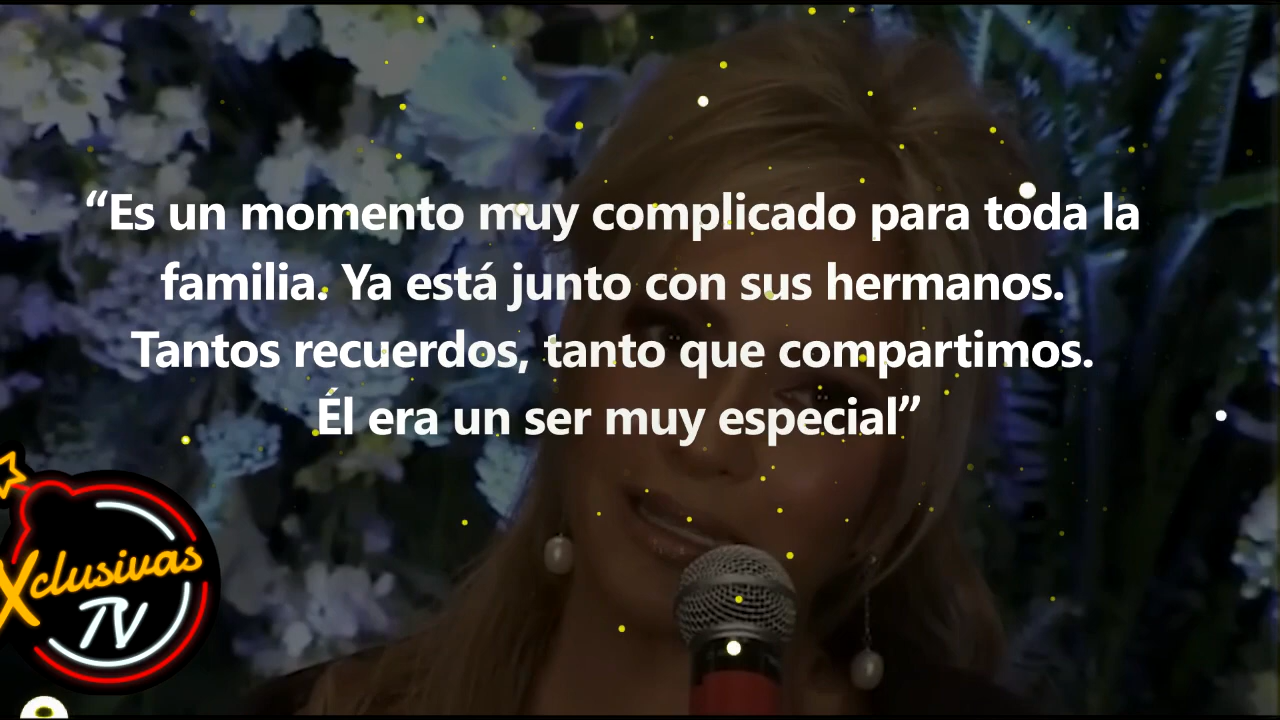 “Es un momento muy complicado para toda la
familia. Ya está junto con sus hermanos.
Tantos recuerdos, tanto que compartimos.
Él era un ser muy especial”
Xclusivas
TV